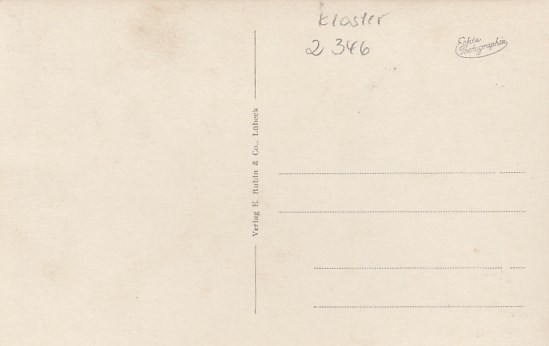 Kloster
2 346
Echte
Photographie
Verlag E. Rubin & Co., Lübeck